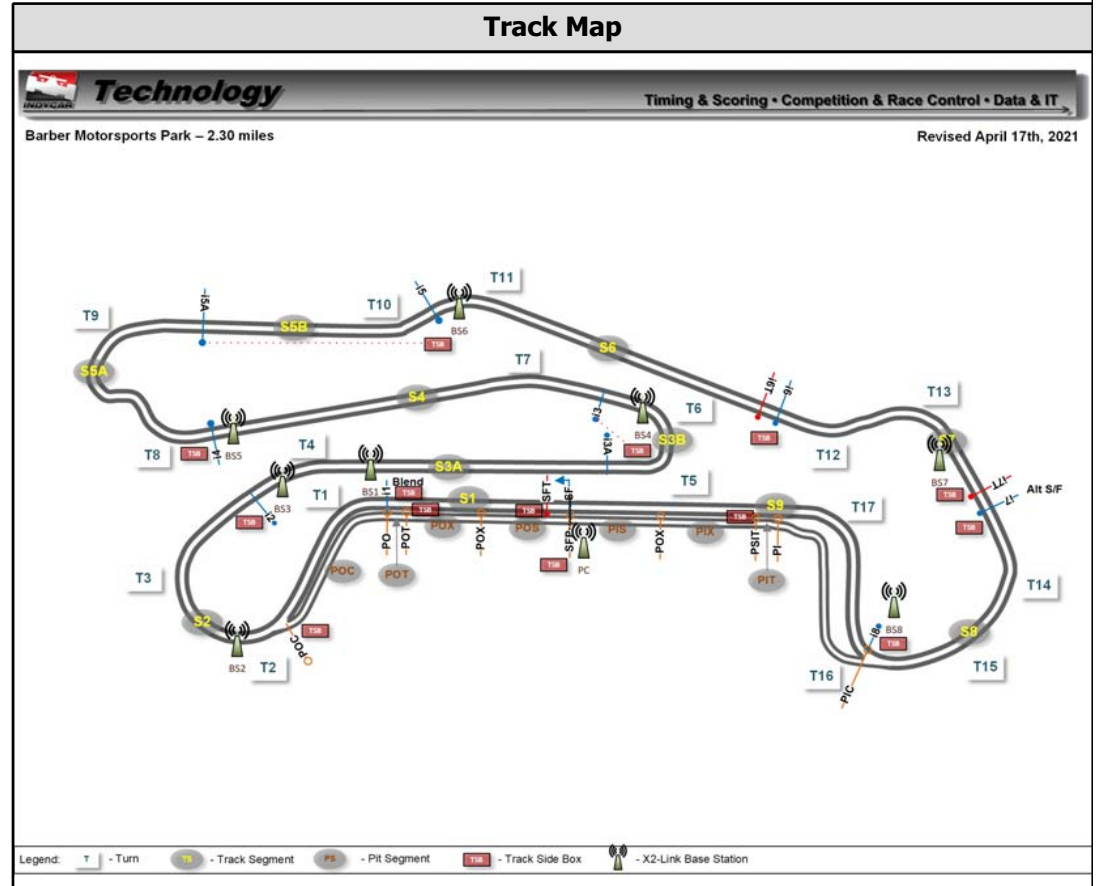 Track Map
INDYCAR
Technology
Timing & Scoring • Competition & Race Control • Data & IT
Barber Motorsports Park – 2.30 miles
Revised April 17th, 2021
T11
i5A
i5
T10
T9
S5B
BS6
TSB
S6
S5A
T7
i6T
i6
T13
S4
i3
BS4
T6
S7
TSB
T12
i4
BS5
i3A
S3B
TSB
T8
TSB
T4
BS7
i7T
Alt S/F
BS3
BS1
S3A
T5
TSB
i7
i2
T1
i1
Blend
TSB
S1
SFT
SF
S9
T17
TSB
TSB
TSB
TSB
POX
POS
PIS
PIX
PO
POT
POX
SFP
PC
POX
PSIT
PI
T3
POC
POT
TSB
PIT
T14
S2
TSB
BS8
i8
TSB
S8
BS2
T2
POC
T16
PIC
T15
Legend:
T
- Turn
TS
- Track Segment
PS
- Pit Segment
TSB
- Track Side Box
- X2-Link Base Station